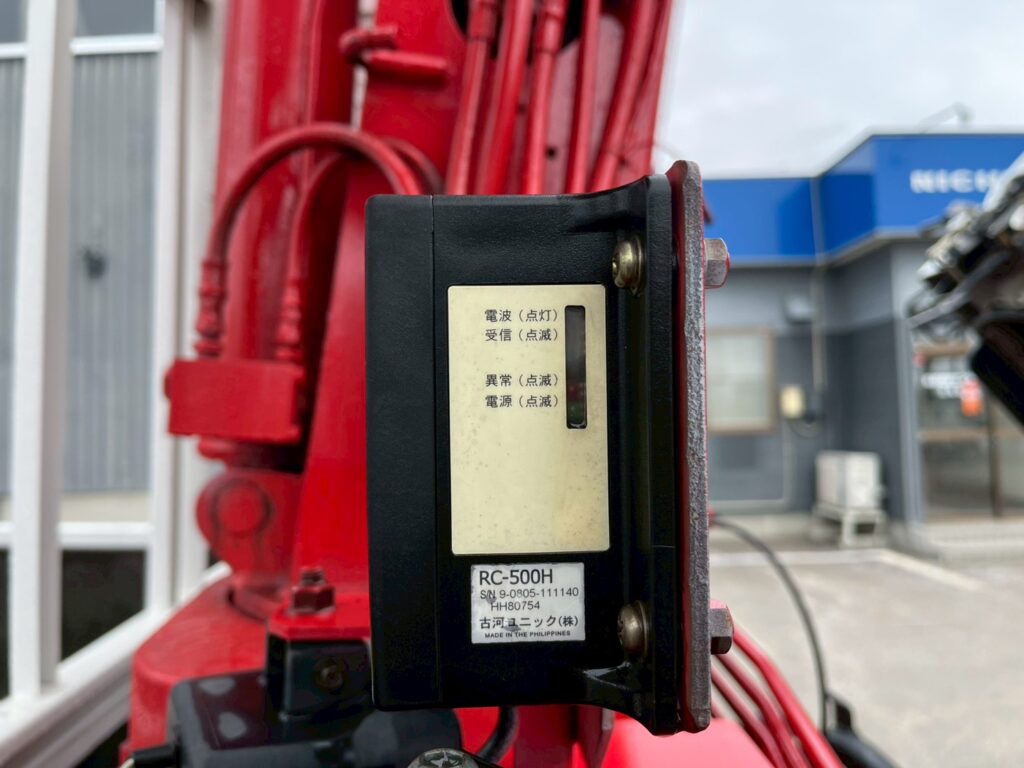 電波（点灯）
受信（点滅）
異常（点滅）
電源（点滅）
RC-500H
S/N 9-0805-111140
HH80754
古河ユニック(株)
MADE IN THE PHILIPPINES